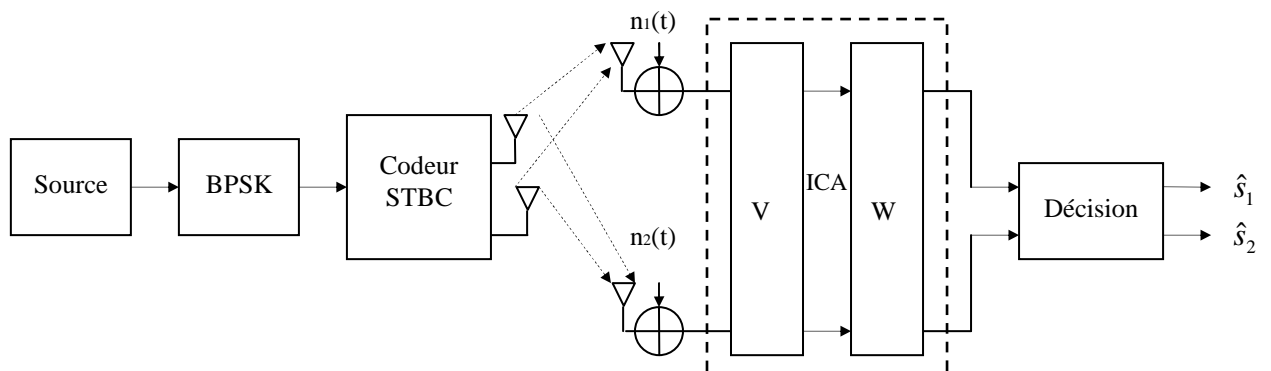 n₁(t)
Source
BPSK
Codeur
STBC
n₂(t)
V
ICA
W
Décision
ŝ₁
ŝ₂